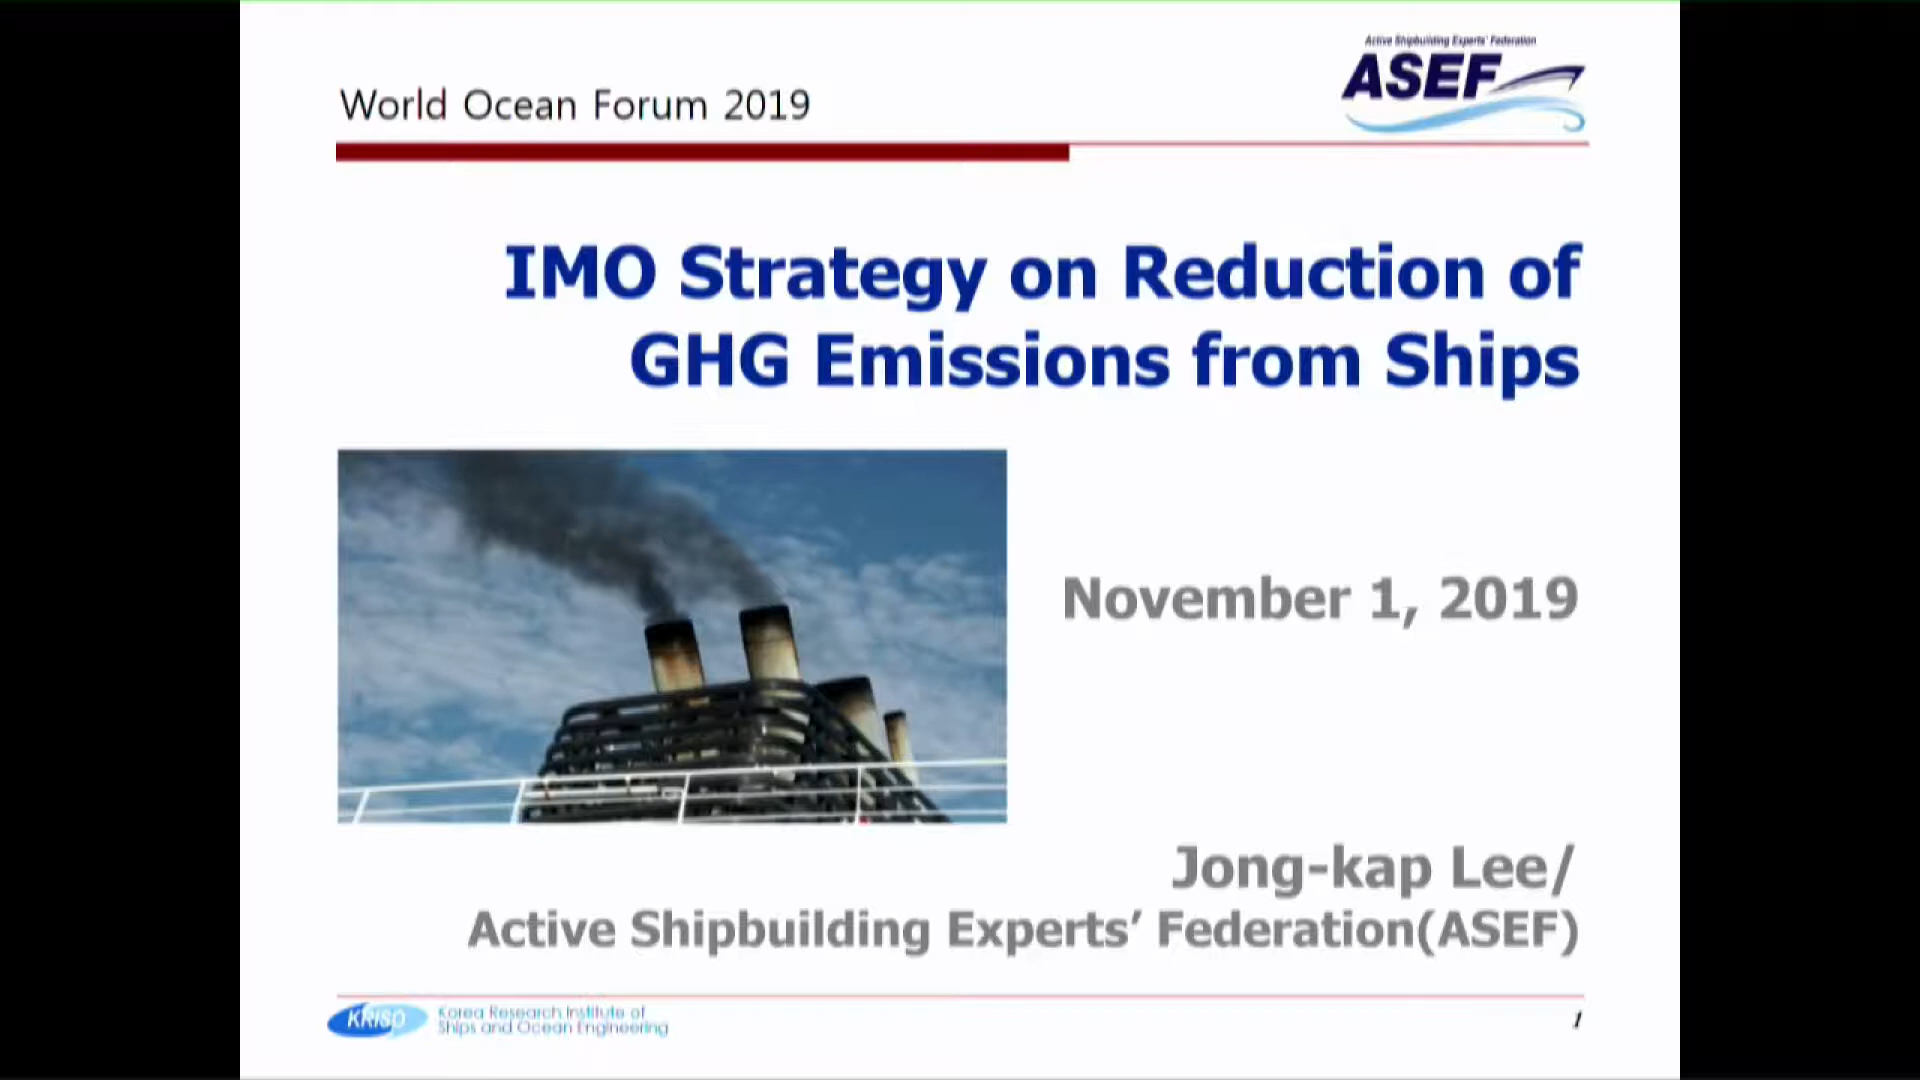 Active Shipbuilding Experts' Federation
ASEF
World Ocean Forum 2019
IMO Strategy on Reduction of
GHG Emissions from Ships
November 1, 2019
Jong-kap Lee/
Active Shipbuilding Experts’ Federation(ASEF)
KRISO
Korea Research Institute of
Ships and Ocean Engineering
1